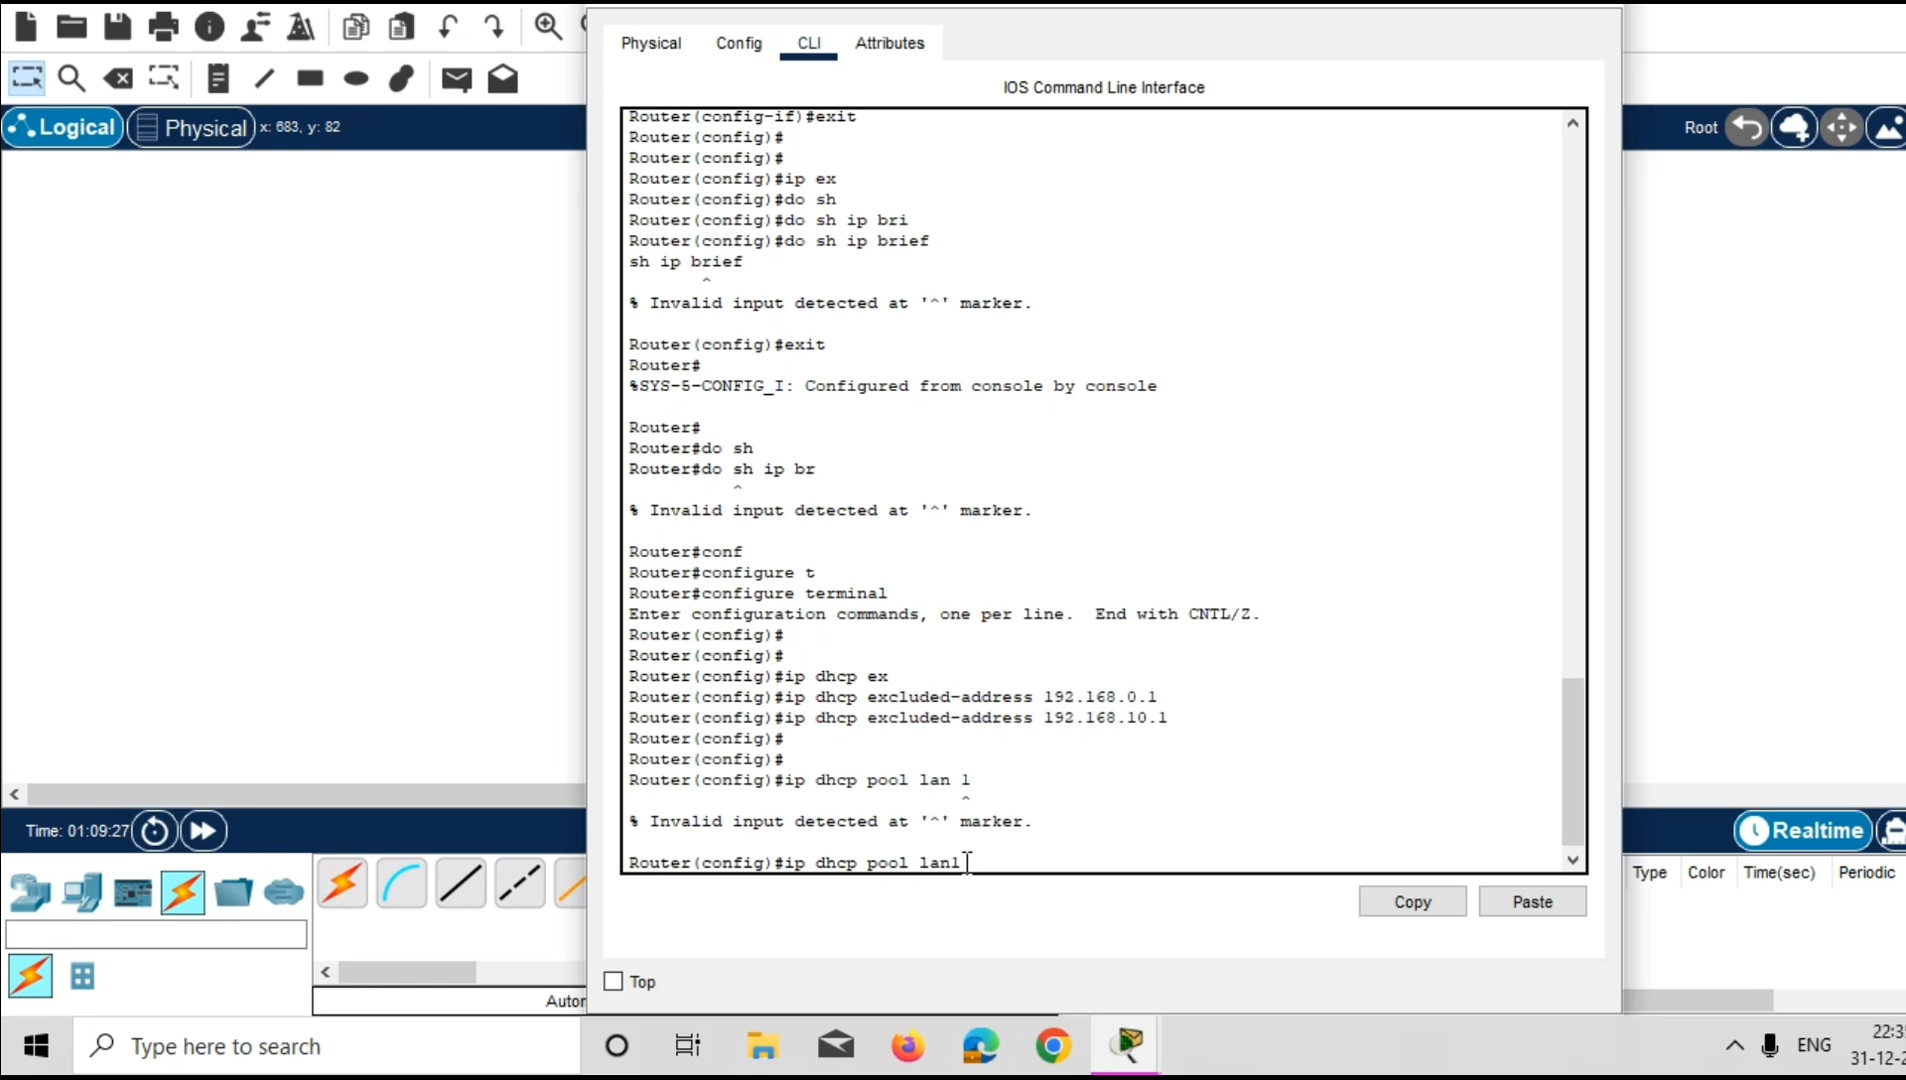 Physical Config CLI Attributes
IOS Command Line Interface
Logical Physical x: 683, y: 82
Root
Router(config-if)#exit
Router(config)#
Router(config)#
Router(config)#ip ex
Router(config)#do sh
Router(config)#do sh ip bri
Router(config)#do sh ip brief
sh ip brief
^
% Invalid input detected at '^' marker.
Router(config)#exit
Router#
%SYS-5-CONFIG_I: Configured from console by console
Router#
Router#do sh
Router#do sh ip br
^
% Invalid input detected at '^' marker.
Router#conf
Router#configure t
Router#configure terminal
Enter configuration commands, one per line.  End with CNTL/Z.
Router(config)#
Router(config)#
Router(config)#ip dhcp ex
Router(config)#ip dhcp excluded-address 192.168.0.1
Router(config)#ip dhcp excluded-address 192.168.10.1
Router(config)#
Router(config)#
Router(config)#ip dhcp pool lan 1
^
% Invalid input detected at '^' marker.
Router(config)#ip dhcp pool lan1
Copy Paste
Top
Time: 01:09:27
Realtime
Type Color Time(sec) Periodic
Autor
Type here to search
ENG
22:3
31-12-2